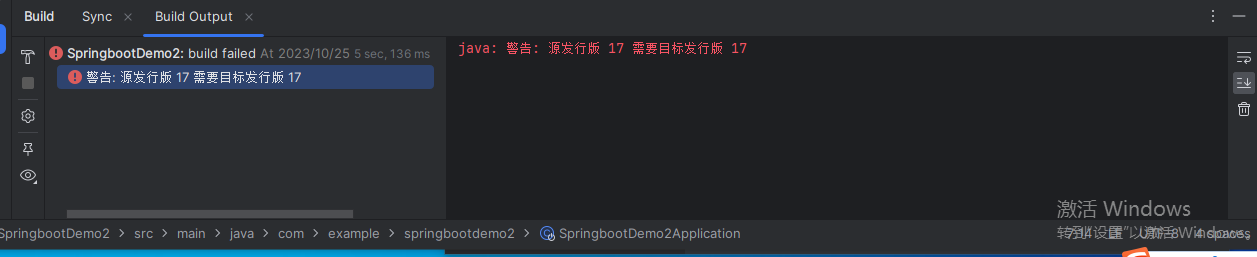 Build Sync Build Output
SpringbootDemo2: build failed At 2023/10/25 5 sec, 136 ms
警告: 源发行版 17 需要目标发行版 17
java: 警告: 源发行版 17 需要目标发行版 17
激活 Windows
转到"设置"以激活 Windows。
SpringbootDemo2 > src > main > java > com > example > springbootdemo2 > SpringbootDemo2Application
4 spaces